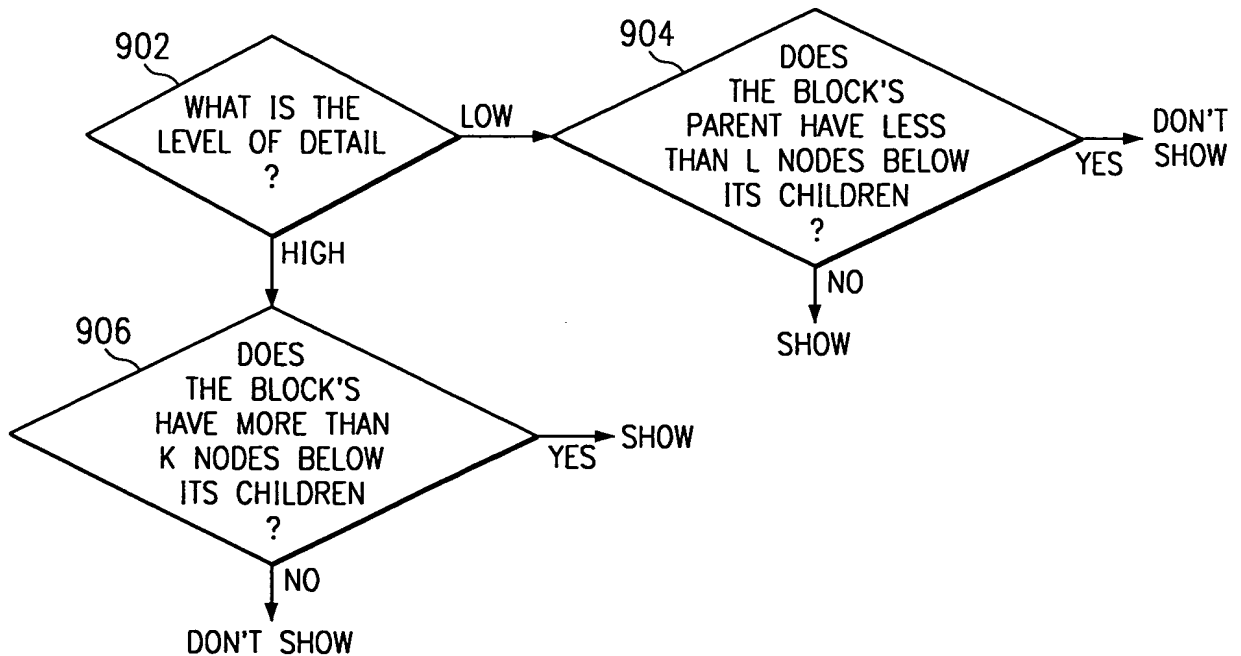 902
WHAT IS THE
LEVEL OF DETAIL
?
LOW
HIGH
904
DOES
THE BLOCK'S
PARENT HAVE LESS
THAN L NODES BELOW
ITS CHILDREN
?
YES
DON'T
SHOW
NO
SHOW
906
DOES
THE BLOCK'S
HAVE MORE THAN
K NODES BELOW
ITS CHILDREN
?
YES
SHOW
NO
DON'T SHOW